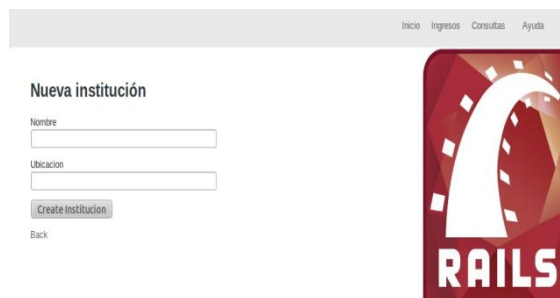 Inicio Ingresos Consultas Ayuda
Nueva institución
Nombre
Ubicacion
Create Institucion
Back
RAILS